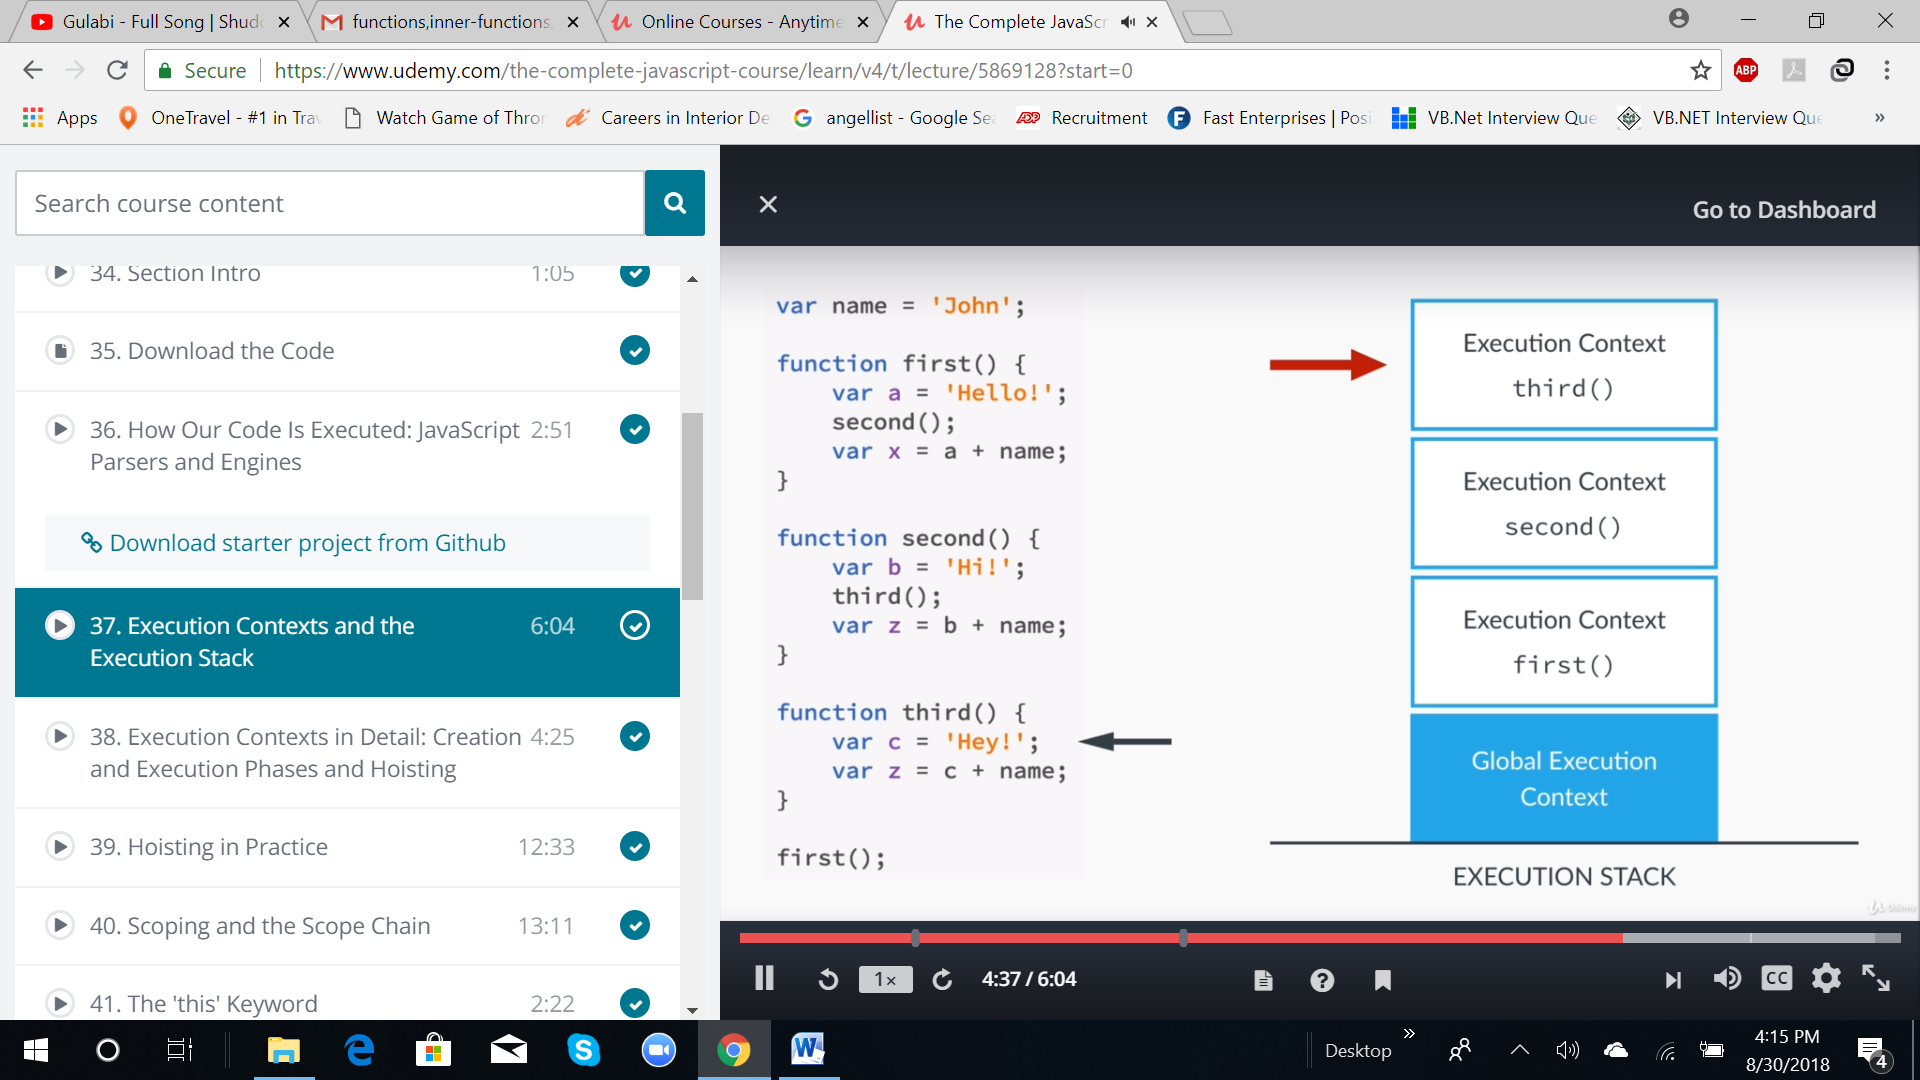 Gulabi - Full Song | Shud
functions,inner-functions,
Online Courses - Anytime
The Complete JavaScr
Secure
https://www.udemy.com/the-complete-javascript-course/learn/v4/t/lecture/5869128?start=0
ABP
Apps
OneTravel - #1 in Trav
Watch Game of Thror
Careers in Interior De
angellist - Google Sea
ADP Recruitment
F Fast Enterprises | Posi
VB.Net Interview Que
VB.NET Interview Que
»
Search course content
Go to Dashboard
34. Section Intro 1:05
35. Download the Code
36. How Our Code Is Executed: JavaScript 2:51
Parsers and Engines
Download starter project from Github
37. Execution Contexts and the 6:04
Execution Stack
38. Execution Contexts in Detail: Creation 4:25
and Execution Phases and Hoisting
39. Hoisting in Practice 12:33
40. Scoping and the Scope Chain 13:11
41. The 'this' Keyword 2:22
var name = 'John';
function first() {
var a = 'Hello!';
second();
var x = a + name;
}
function second() {
var b = 'Hi!';
third();
var z = b + name;
}
function third() {
var c = 'Hey!';
var z = c + name;
}
first();
Execution Context
third()
Execution Context
second()
Execution Context
first()
Global Execution
Context
EXECUTION STACK
Udemy
1x
4:37 / 6:04
CC
Desktop
»
4:15 PM
8/30/2018
4